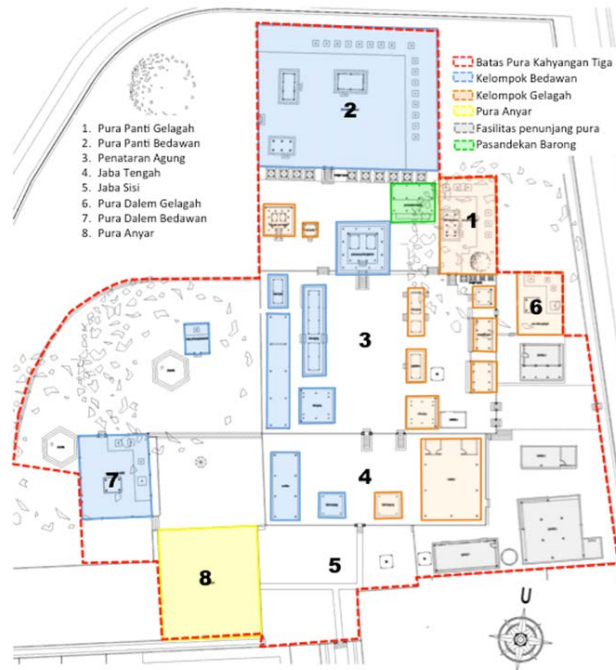 1. Pura Panti Gelagah
2. Pura Panti Bedawan
3. Penataran Agung
4. Jaba Tengah
5. Jaba Sisi
6. Pura Dalem Gelagah
7. Pura Dalem Bedawan
8. Pura Anyar
Batas Pura Kahyangan Tiga
Kelompok Bedawan
Kelompok Gelagah
Pura Anyar
Fasilitas penunjang pura
Pasandekan Barong
2
1
6
3
4
7
5
8
U